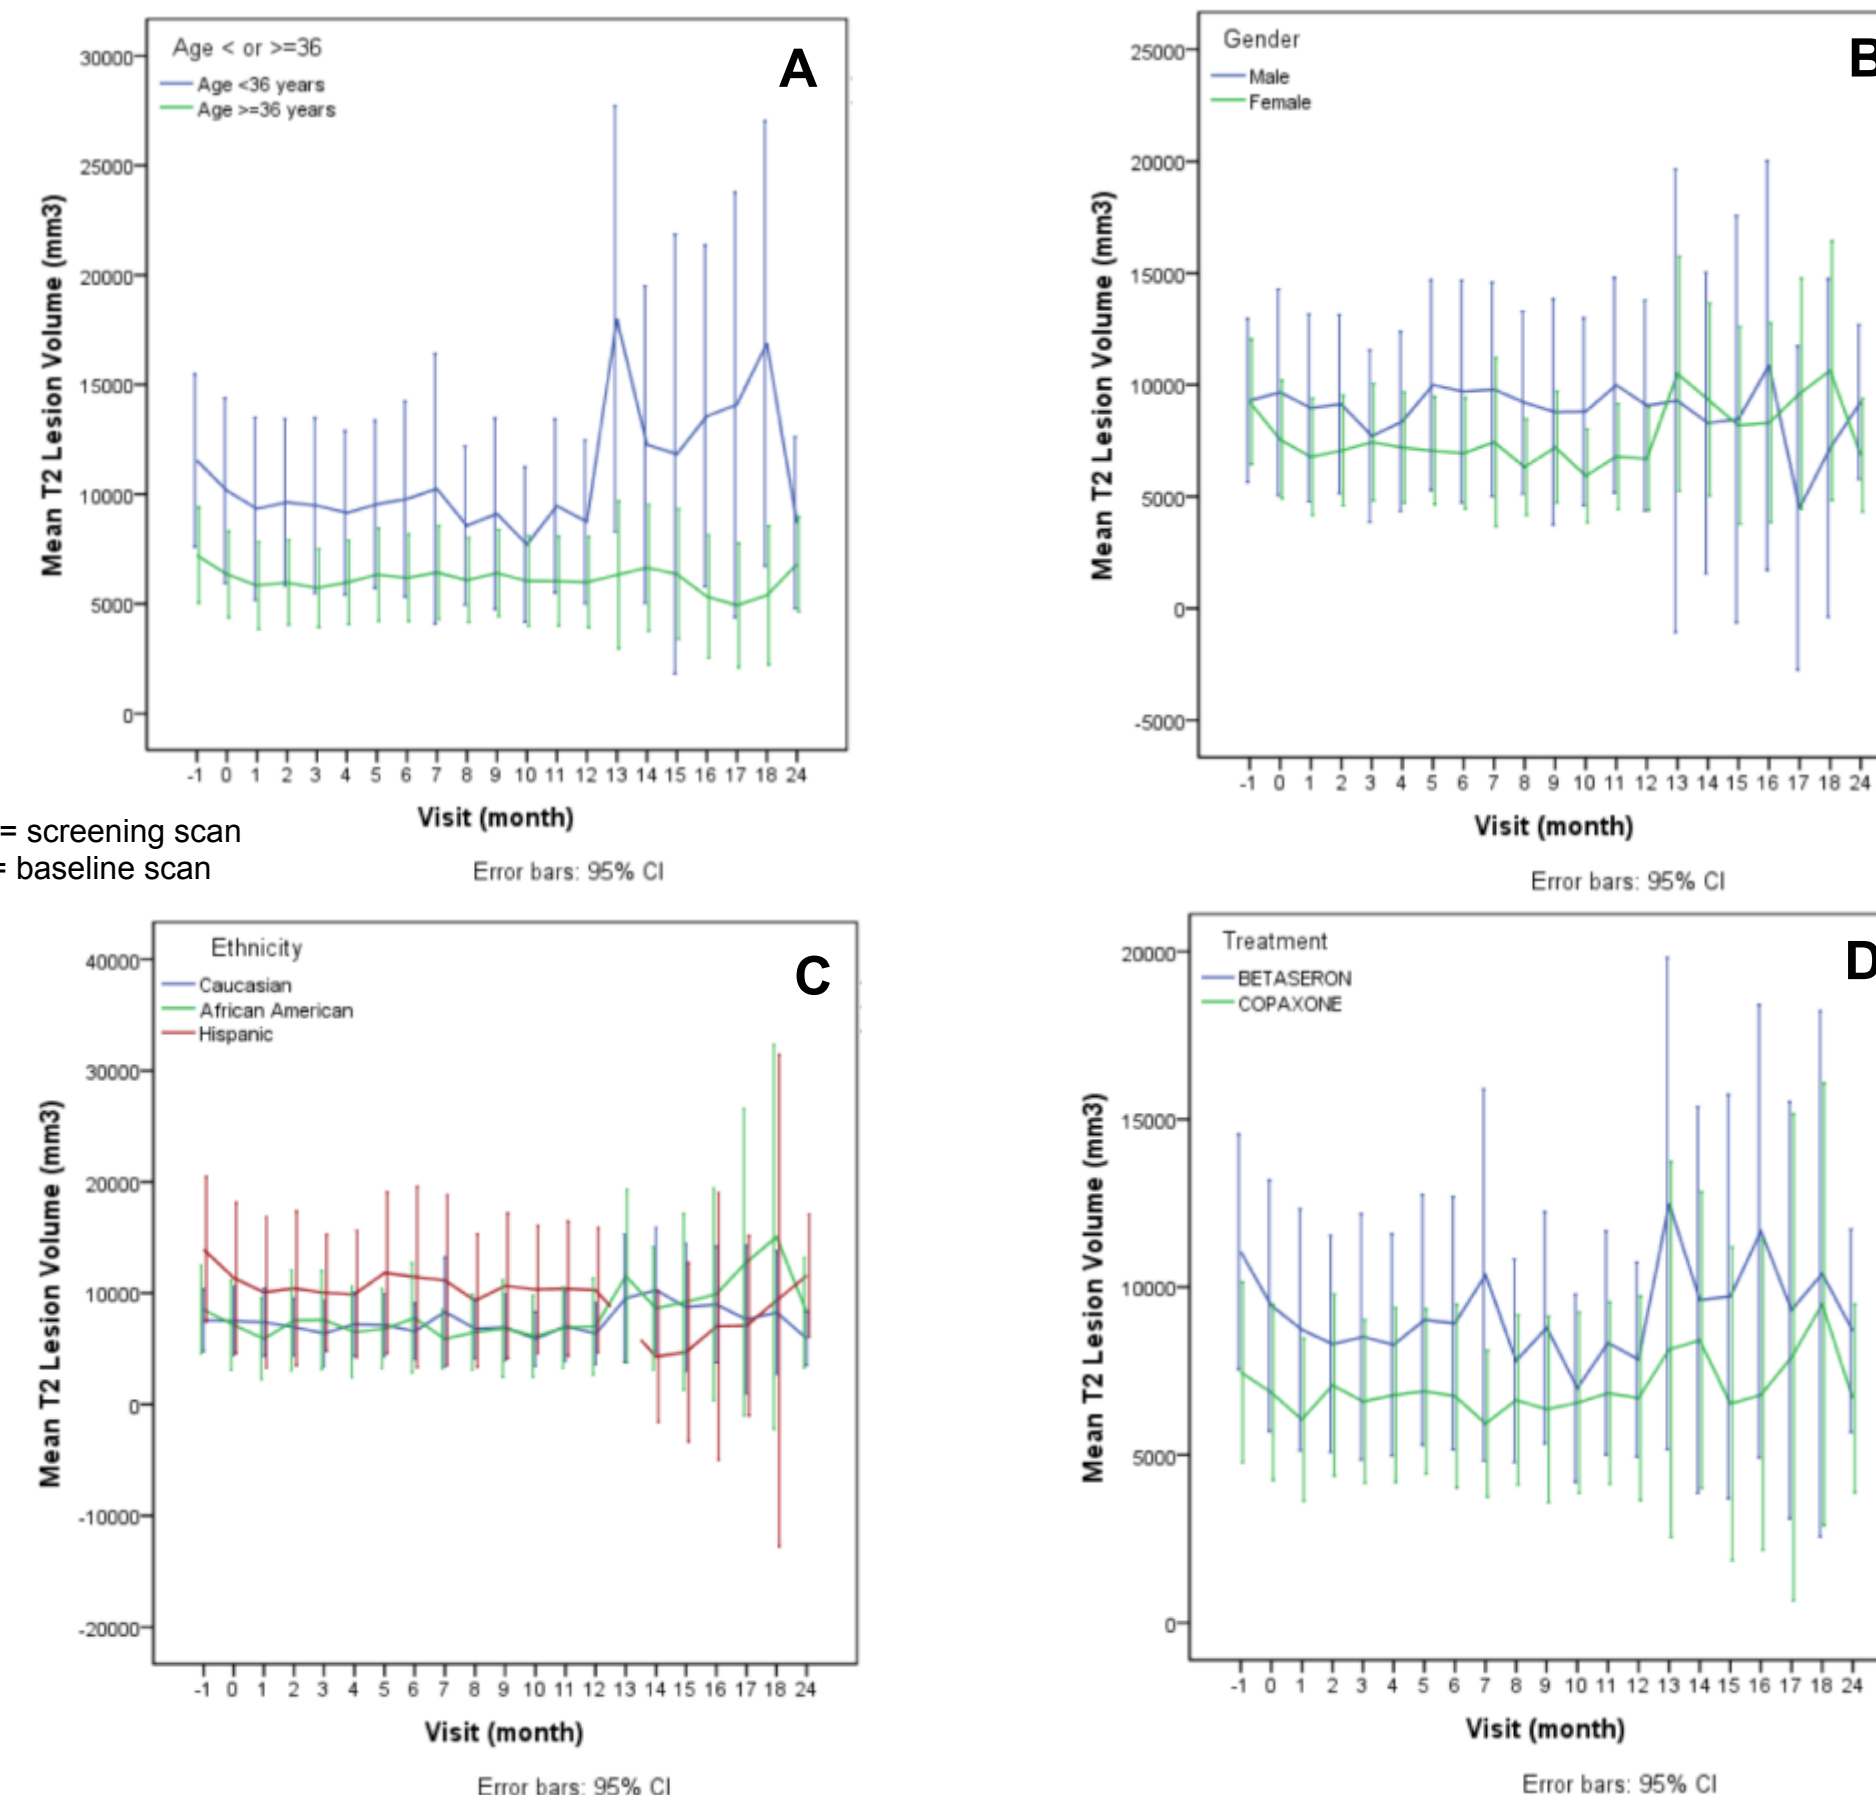 Age < or >=36
Age <36 years
Age >=36 years
A
30000
25000
20000
15000
10000
5000
0
Mean T2 Lesion Volume (mm3)
-1 0 1 2 3 4 5 6 7 8 9 10 11 12 13 14 15 16 17 18 24
Visit (month)
= screening scan
= baseline scan
Error bars: 95% CI
Gender
Male
Female
B
25000
20000
15000
10000
5000
0
-5000
Mean T2 Lesion Volume (mm3)
-1 0 1 2 3 4 5 6 7 8 9 10 11 12 13 14 15 16 17 18 24
Visit (month)
Error bars: 95% CI
Ethnicity
Caucasian
African American
Hispanic
C
40000
30000
20000
10000
0
-10000
-20000
Mean T2 Lesion Volume (mm3)
-1 0 1 2 3 4 5 6 7 8 9 10 11 12 13 14 15 16 17 18 24
Visit (month)
Error bars: 95% CI
Treatment
BETASERON
COPAXONE
D
20000
15000
10000
5000
0
Mean T2 Lesion Volume (mm3)
-1 0 1 2 3 4 5 6 7 8 9 10 11 12 13 14 15 16 17 18 24
Visit (month)
Error bars: 95% CI